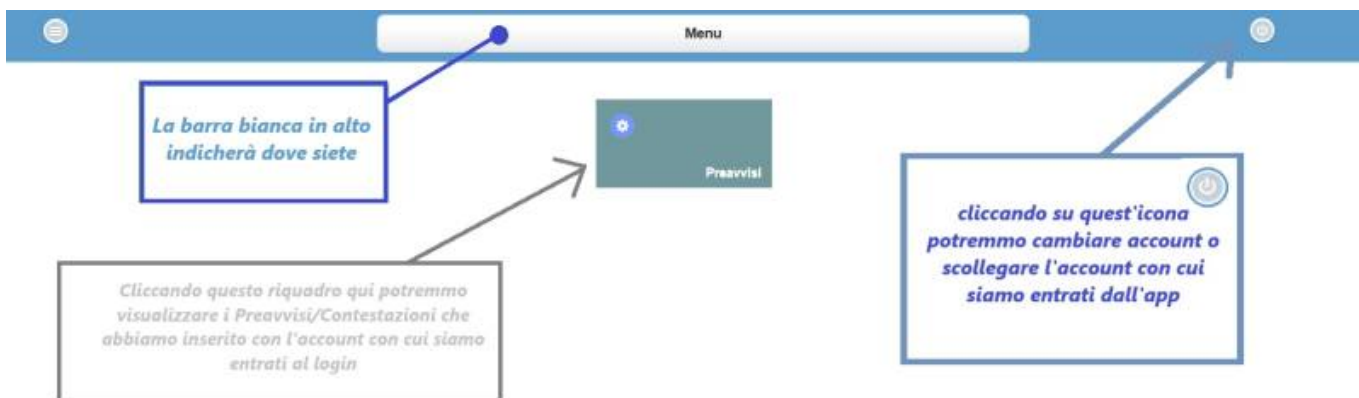 Menu
La barra bianca in alto
indicherà dove siete
Preavvisi
Cliccando questo riquadro qui potremmo
visualizzare i Preavvisi/Contestazioni che
abbiamo inserito con l'account con cui siamo
entrati al login
cliccando su quest'icona
potremmo cambiare account o
scollegare l'account con cui
siamo entrati dall'app